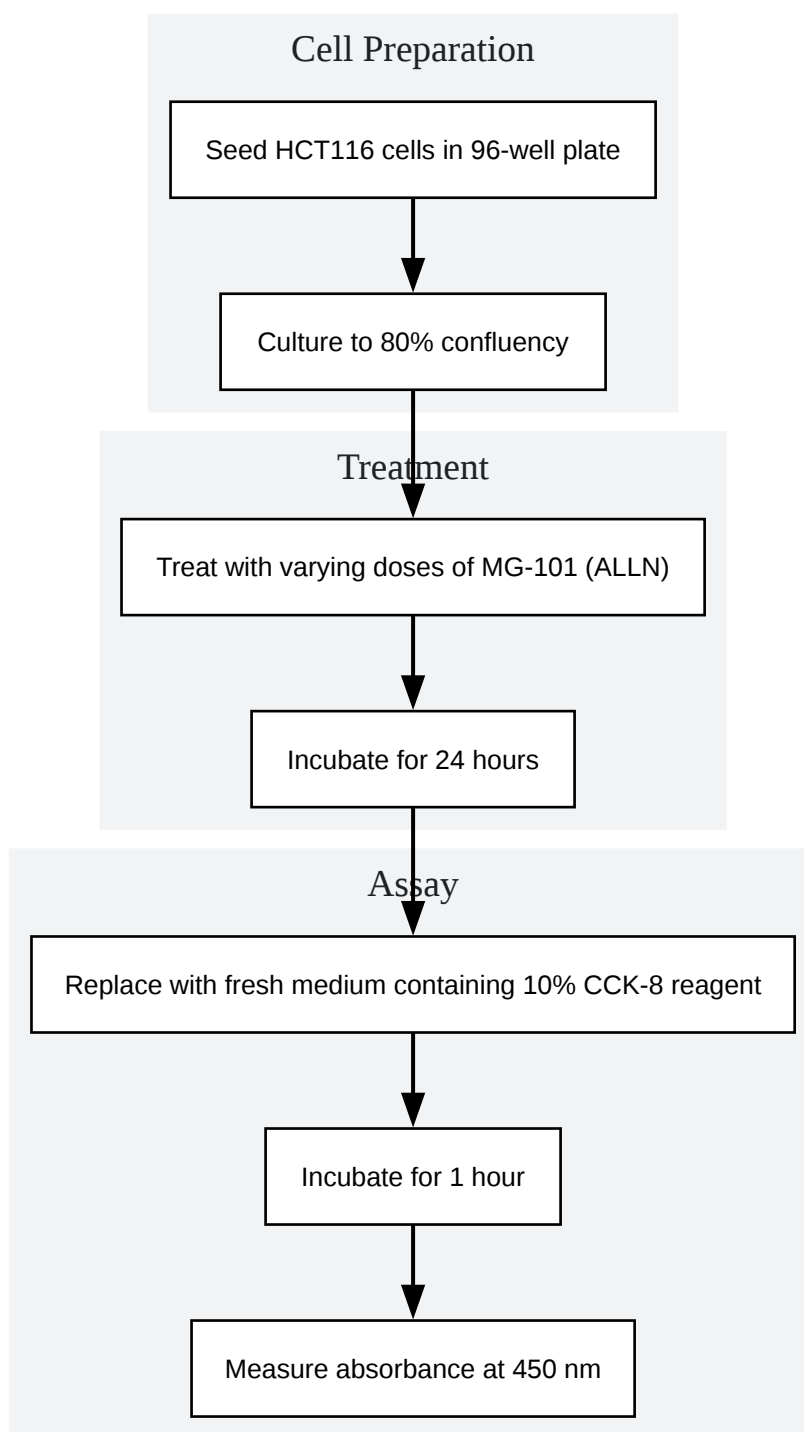 Cell Preparation
Seed HCT116 cells in 96-well plate
Culture to 80% confluency
Treatment
Treat with varying doses of MG-101 (ALLN)
Incubate for 24 hours
Assay
Replace with fresh medium containing 10% CCK-8 reagent
Incubate for 1 hour
Measure absorbance at 450 nm